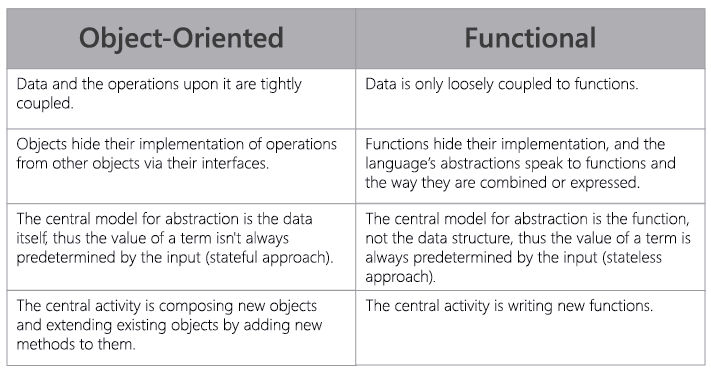 Object-Oriented
Functional
Data and the operations upon it are tightly
coupled.
Data is only loosely coupled to functions.
Objects hide their implementation of operations
from other objects via their interfaces.
Functions hide their implementation, and the
language's abstractions speak to functions and
the way they are combined or expressed.
The central model for abstraction is the data
itself, thus the value of a term isn't always
predetermined by the input (stateful approach).
The central model for abstraction is the function,
not the data structure, thus the value of a term is
always predetermined by the input (stateless
approach).
The central activity is composing new objects
and extending existing objects by adding new
methods to them.
The central activity is writing new functions.